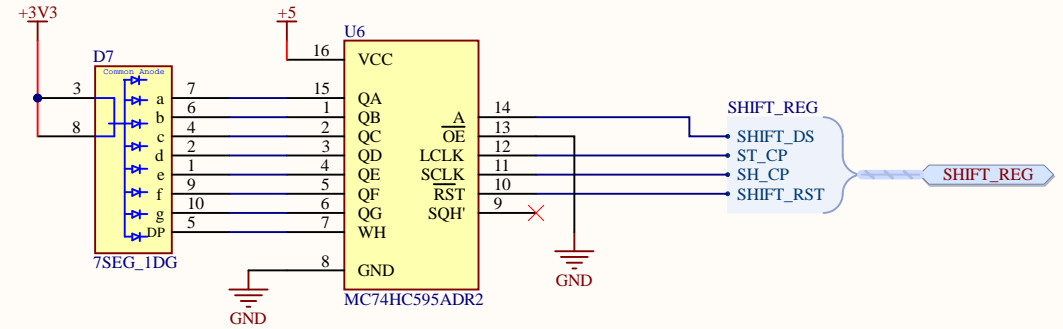 +3V3
+5
U6
D7
Common Anode
16 VCC
3
8
a 7 15 QA
b 6 1 QB
c 4 2 QC
d 2 3 QD
e 1 4 QE
f 9 5 QF
g 10 6 QG
DP 5 7 WH
8 GND
A 14
OE 13
LCLK 12
SCLK 11
RST 10
SQH' 9
SHIFT_REG
SHIFT_DS
ST_CP
SH_CP
SHIFT_RST
SHIFT_REG
7SEG_1DG
GND
GND
MC74HC595ADR2